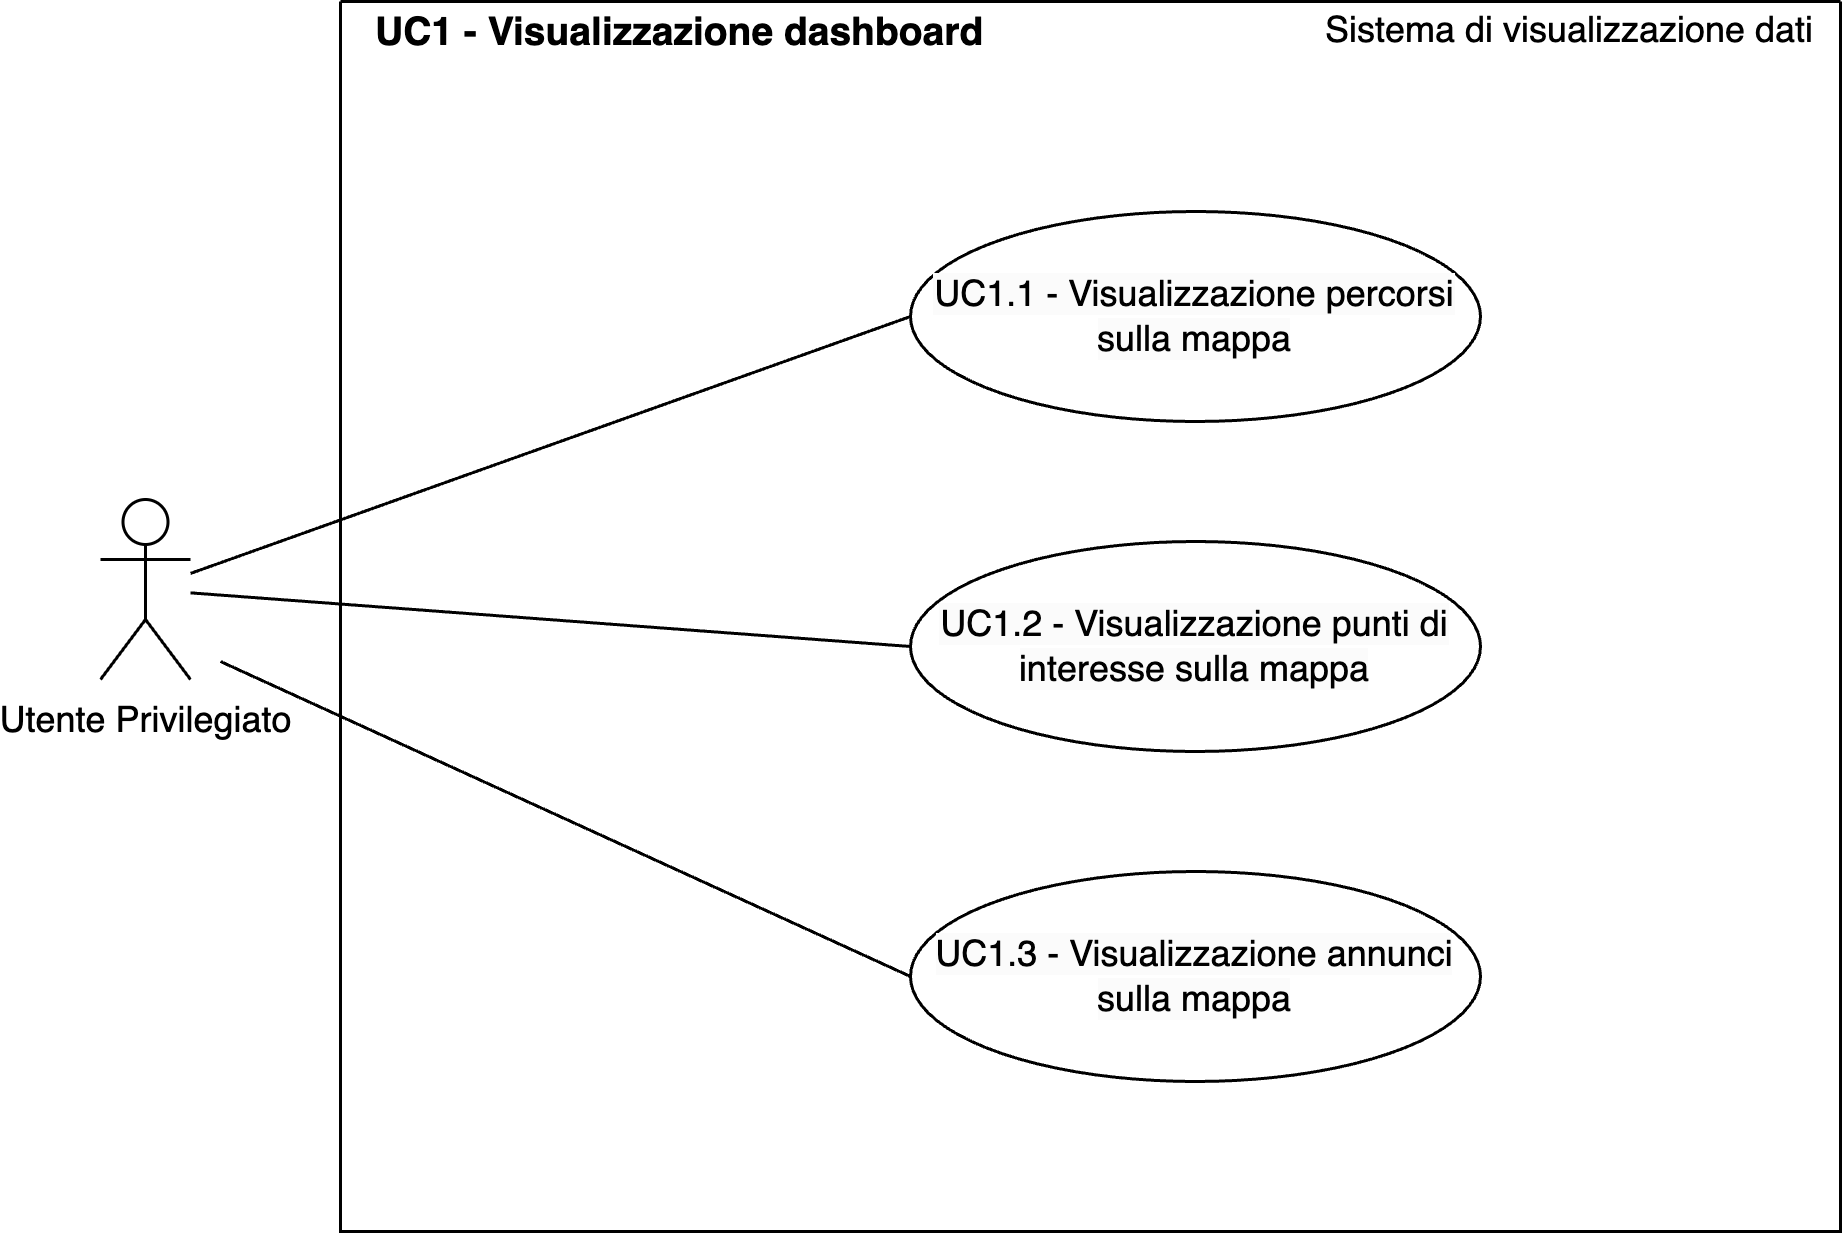 UC1 - Visualizzazione dashboard
Sistema di visualizzazione dati
UC1.1 - Visualizzazione percorsi
sulla mappa
UC1.2 - Visualizzazione punti di
interesse sulla mappa
Utente Privilegiato
UC1.3 - Visualizzazione annunci
sulla mappa